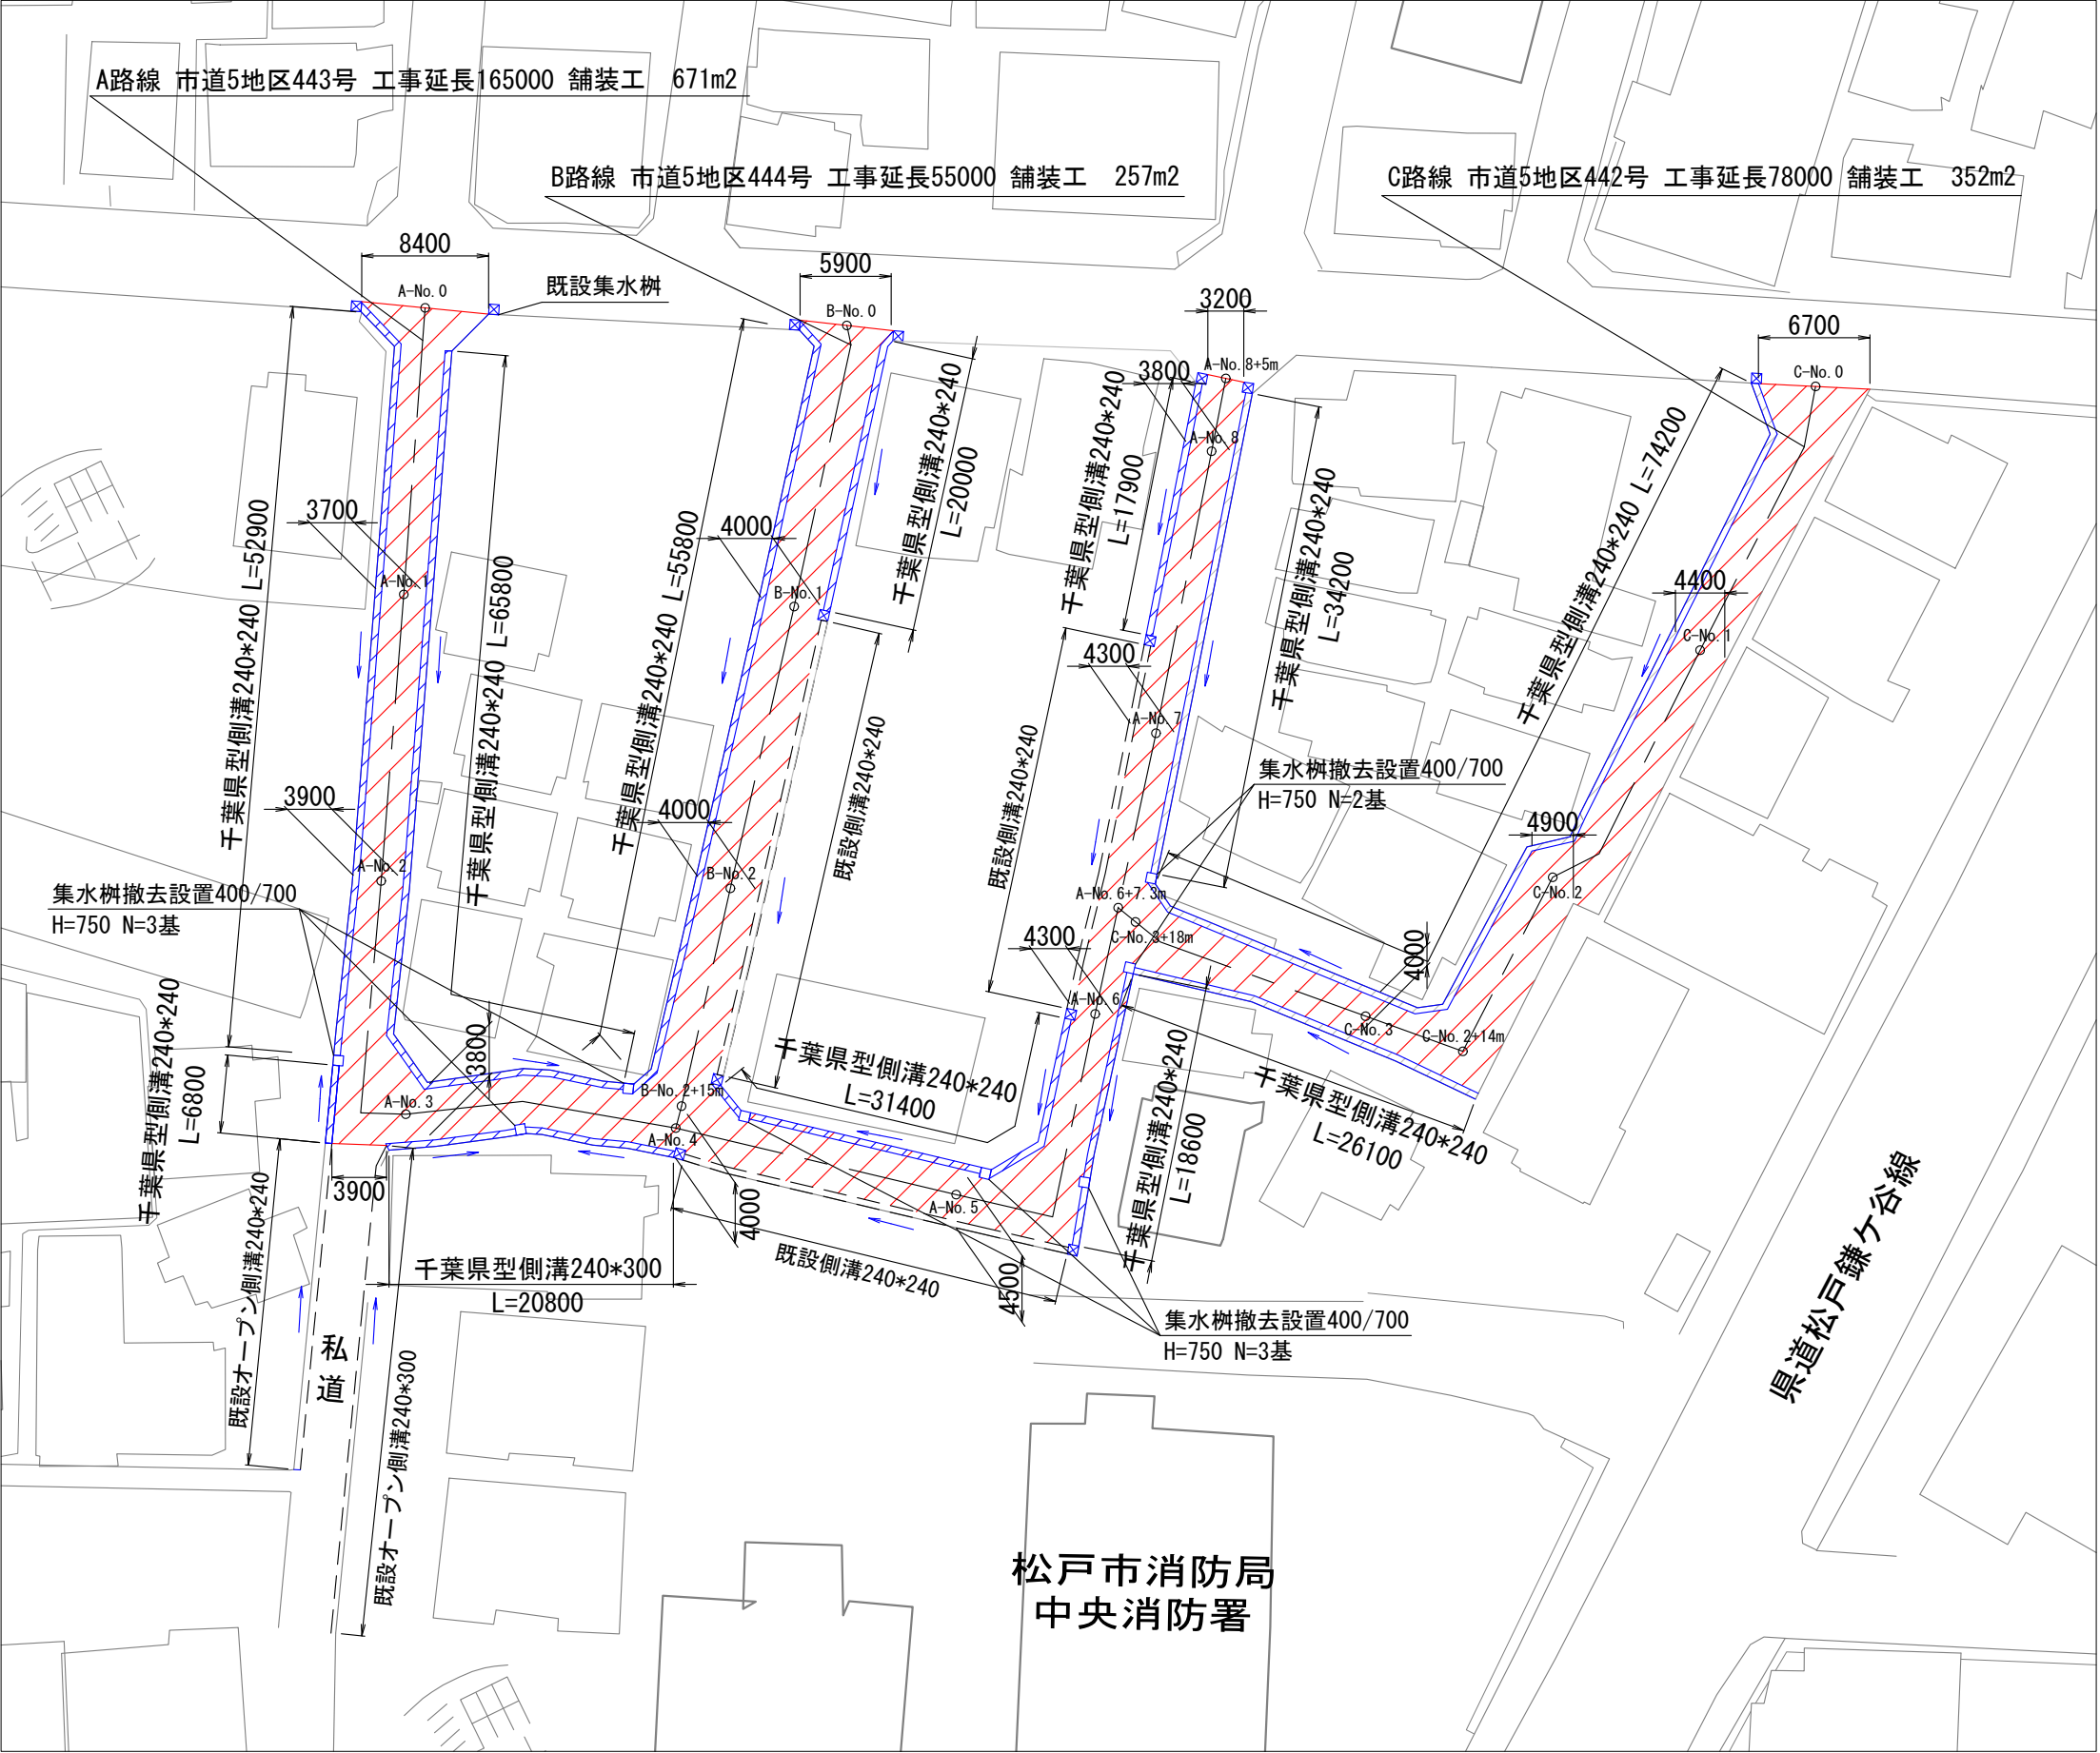 A路線 市道5地区443号 工事延長165000 舗装工 671m2
B路線 市道5地区444号 工事延長55000 舗装工 257m2
C路線 市道5地区442号 工事延長78000 舗装工 352m2
8400
既設集水桝
5900
3200
6700
A-No.0
B-No.0
A-No.8+5m
C-No.0
3800
A-No.8
千葉県型側溝240*240 L=52900
3700
A-No.1
千葉県型側溝240*240 L=65800
千葉県型側溝240*240 L=55800
4000
B-No.1
千葉県型側溝240*240
L=20000
千葉県型側溝240*240
L=17900
千葉県型側溝240*240
L=34200
千葉県型側溝240*240 L=74200
4400
C-No.1
4300
A-No.7
既設側溝240*240
既設側溝240*240
集水桝撤去設置400/700
H=750 N=2基
3900
A-No.2
4000
B-No.2
4900
C-No.2
集水桝撤去設置400/700
H=750 N=3基
A-No.6+7.3m
C-No.3+18m
4300
4000
A-No.6
C-No.3
C-No.2+14m
千葉県型側溝240*240
L=6800
3800
A-No.3
B-No.2+15m
A-No.4
千葉県型側溝240*240
L=31400
千葉県型側溝240*240
L=18600
千葉県型側溝240*240
L=26100
3900
4000
A-No.5
既設側溝240*240
4500
千葉県型側溝240*300
L=20800
既設オープン側溝240*240
私
道
既設オープン側溝240*300
集水桝撤去設置400/700
H=750 N=3基
県道松戸鎌ケ谷線
松戸市消防局
中央消防署